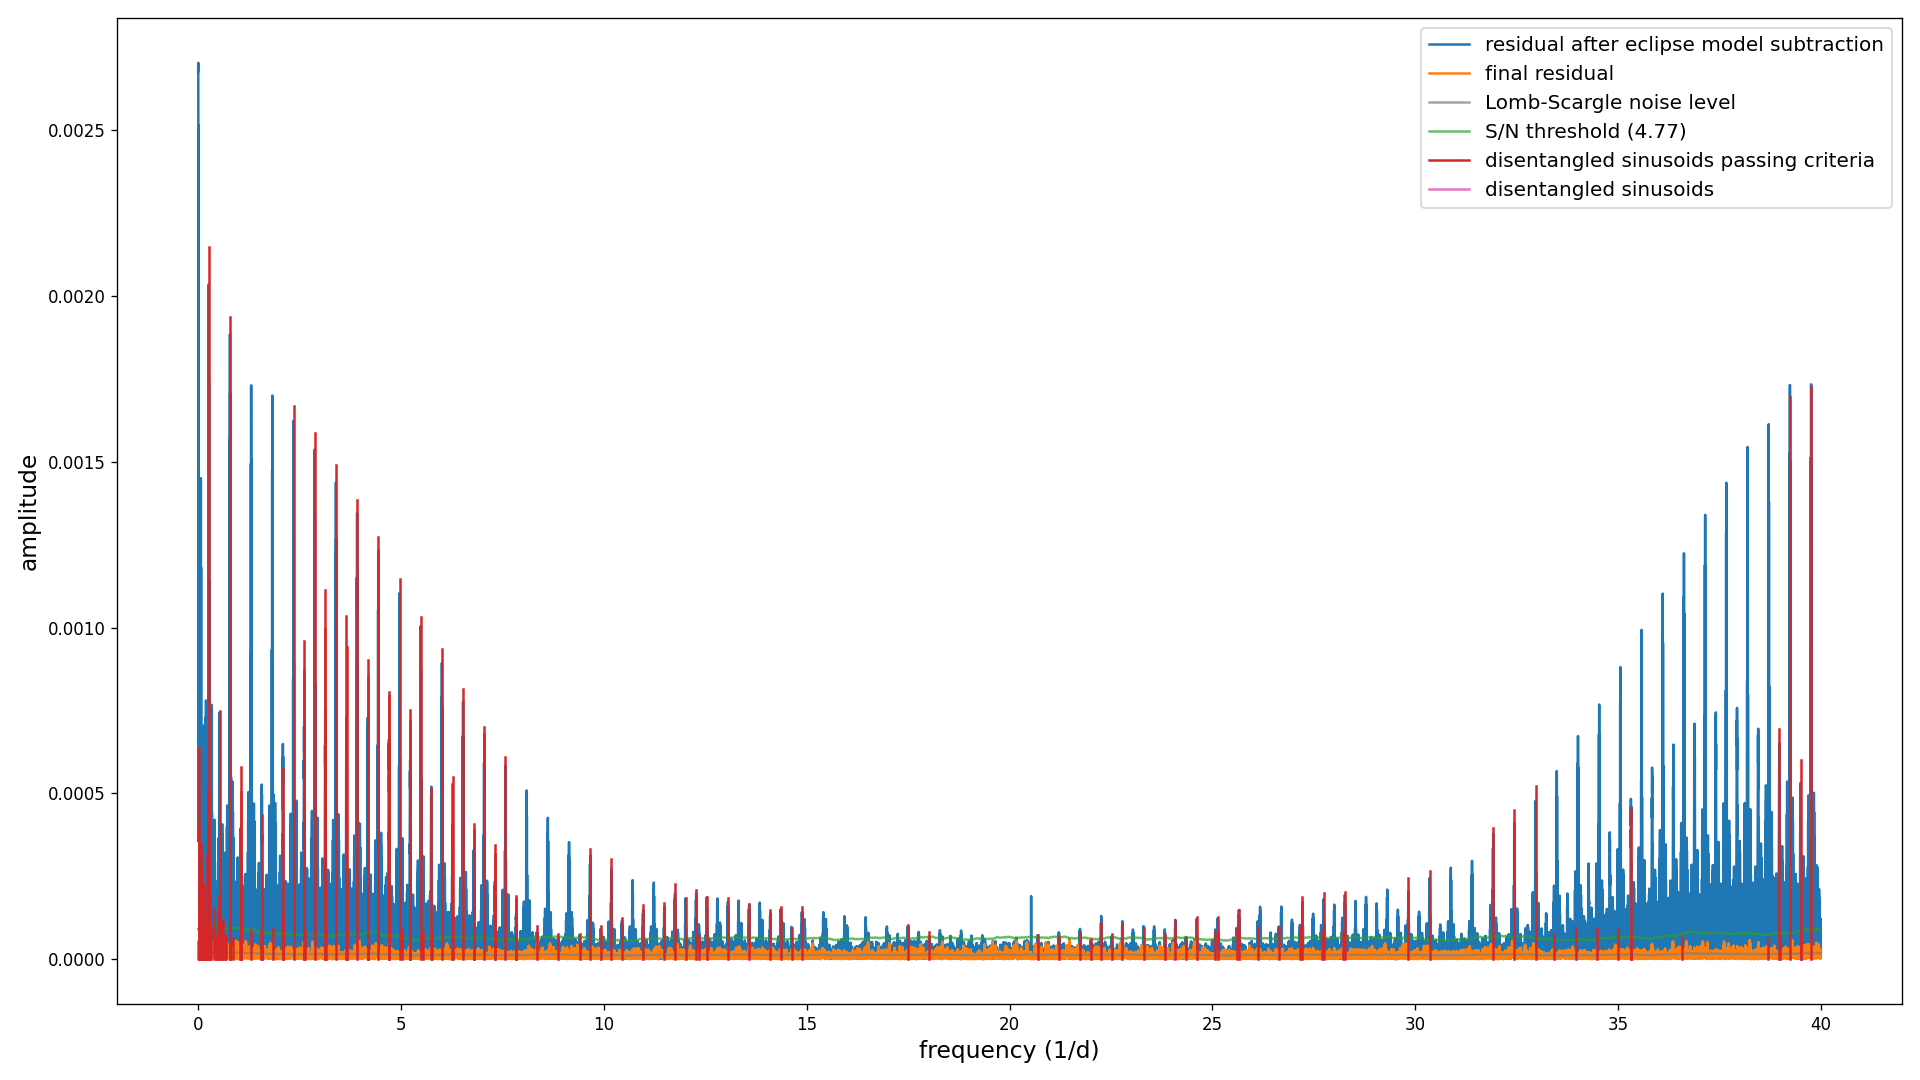 residual after eclipse model subtraction
final residual
Lomb-Scargle noise level
S/N threshold (4.77)
disentangled sinusoids passing criteria
disentangled sinusoids
amplitude
0.0025
0.0020
0.0015
0.0010
0.0005
0.0000
0 5 10 15 20 25 30 35 40
frequency (1/d)